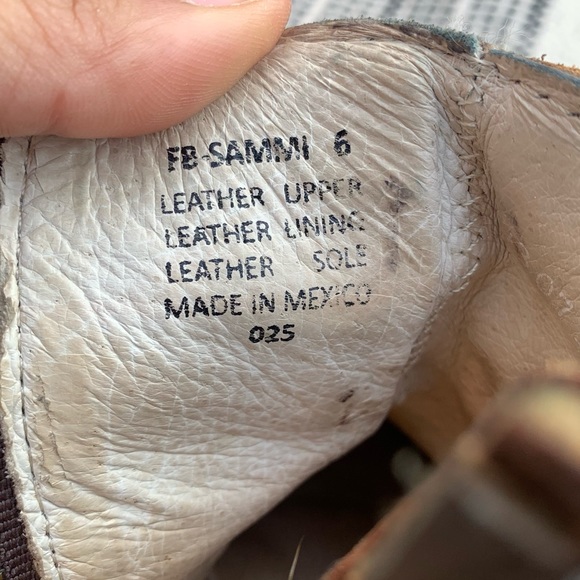 FB-SAMMI 6
LEATHER UPPER
LEATHER LINING
LEATHER SOLE
MADE IN MEXICO
025